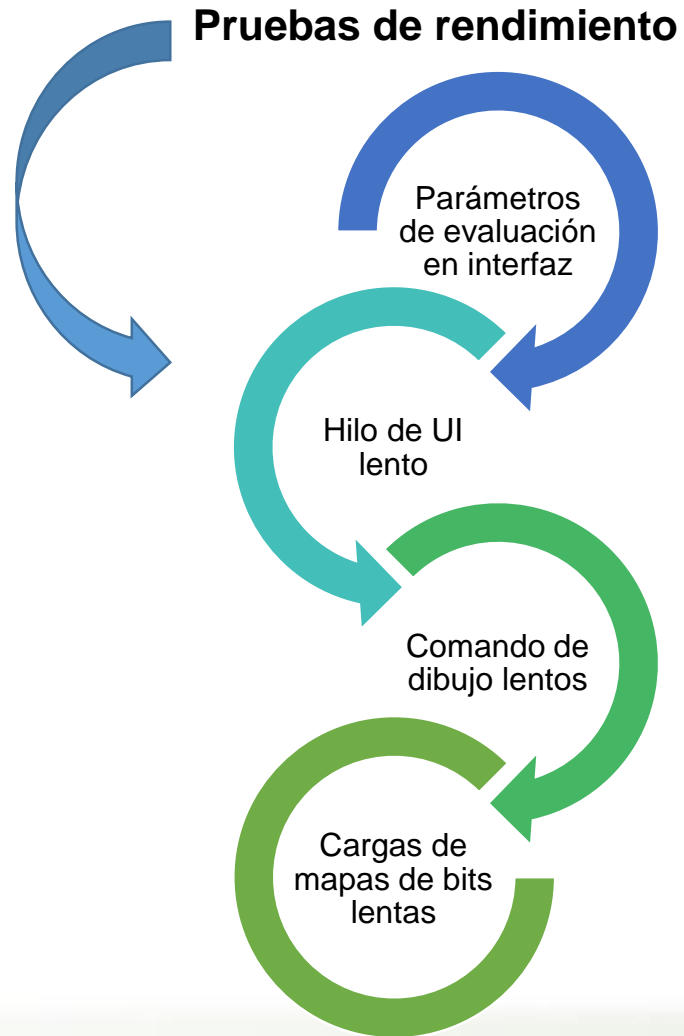 Pruebas de rendimiento
Parámetros
de evaluación
en interfaz
Hilo de UI
lento
Comando de
dibujo lentos
Cargas de
mapas de bits
lentas